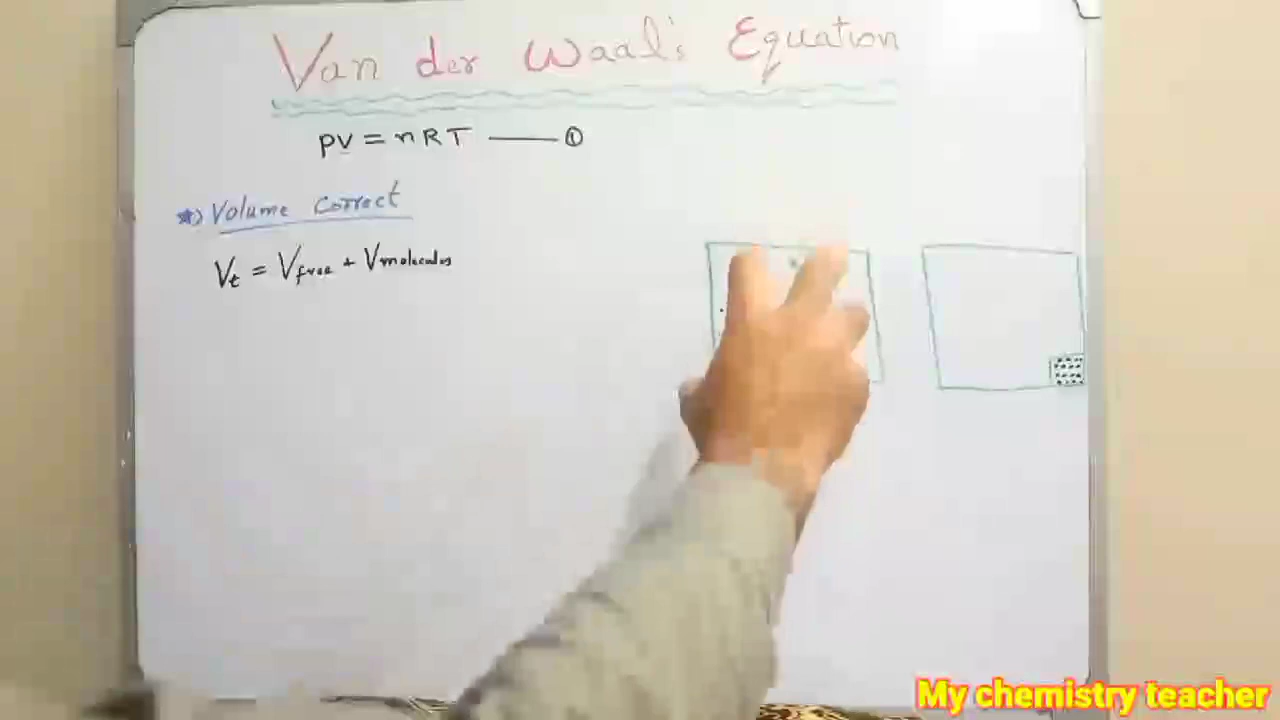 Van der Waal's Equation
PV = nRT —— ①
*) Volume Correct
Vt = Vfree + Vmolecules
My chemistry teacher